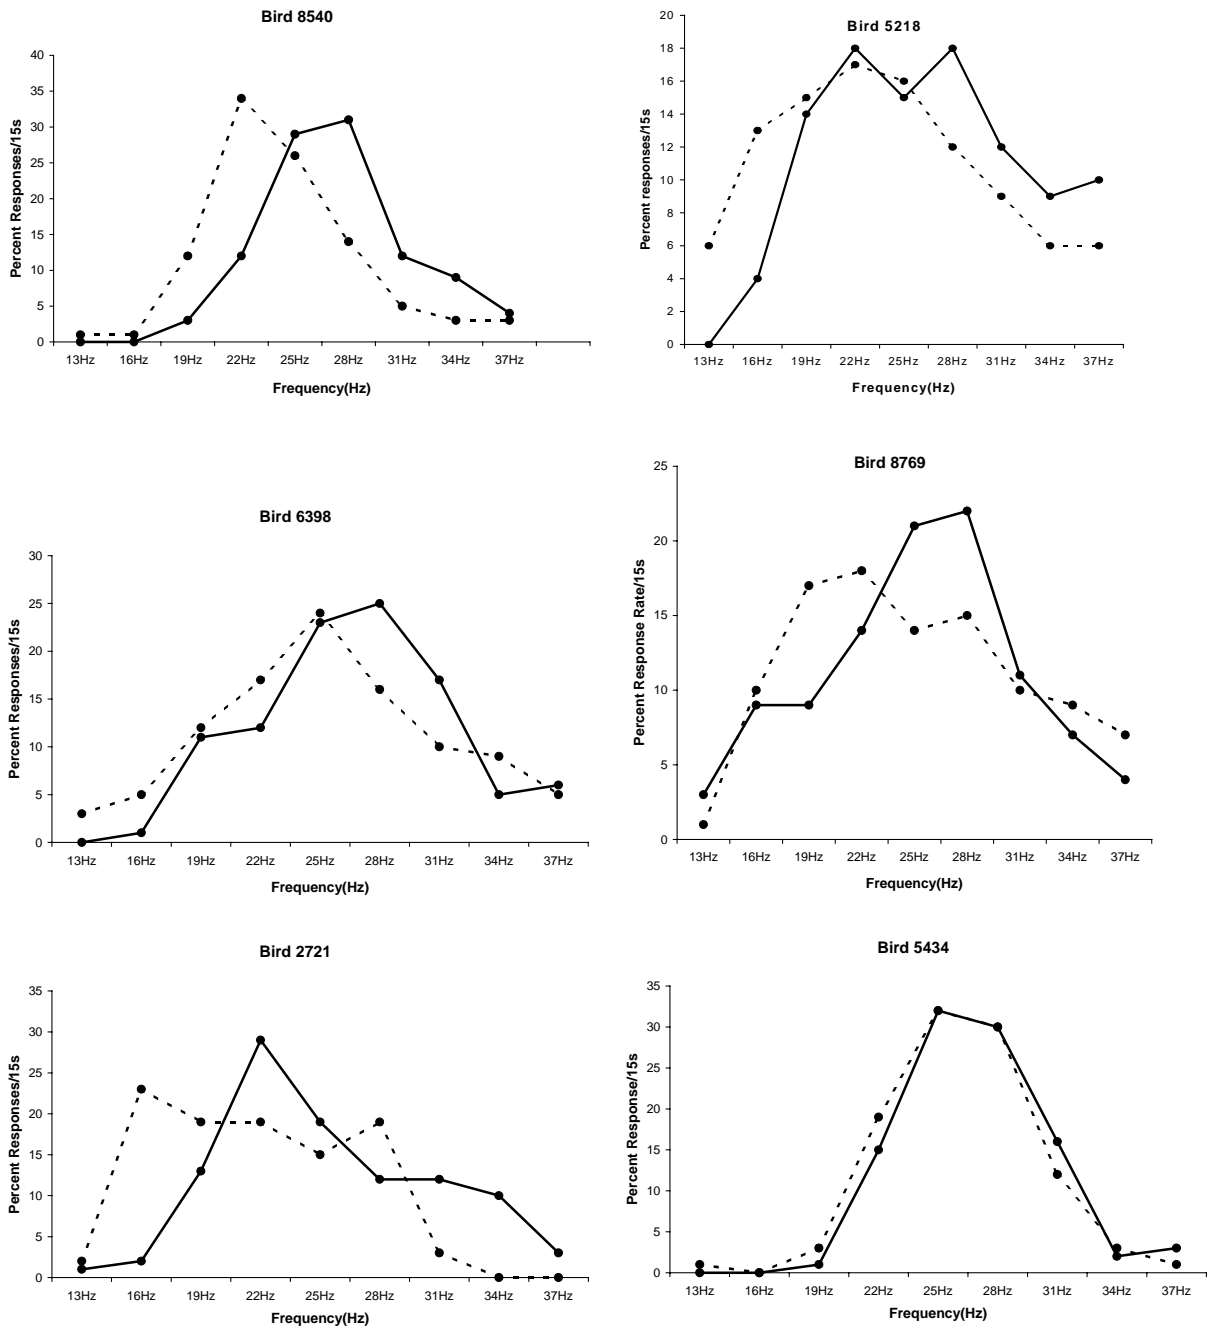 Bird 8540
40
35
30
25
20
15
10
5
0
Percent Responses/15s
13Hz 16Hz 19Hz 22Hz 25Hz 28Hz 31Hz 34Hz 37Hz
Frequency(Hz)
Bird 5218
20
18
16
14
12
10
8
6
4
2
0
Percent responses/15s
13Hz 16Hz 19Hz 22Hz 25Hz 28Hz 31Hz 34Hz 37Hz
Frequency(Hz)
Bird 6398
30
25
20
15
10
5
0
Percent Responses/15s
13Hz 16Hz 19Hz 22Hz 25Hz 28Hz 31Hz 34Hz 37Hz
Frequency(Hz)
Bird 8769
25
20
15
10
5
0
Percent Response Rate/15s
13Hz 16Hz 19Hz 22Hz 25Hz 28Hz 31Hz 34Hz 37Hz
Frequency(Hz)
Bird 2721
35
30
25
20
15
10
5
0
Percent Responses/15s
13Hz 16Hz 19Hz 22Hz 25Hz 28Hz 31Hz 34Hz 37Hz
Frequency(Hz)
Bird 5434
35
30
25
20
15
10
5
0
Percent Response/15s
13Hz 16Hz 19Hz 22Hz 25Hz 28Hz 31Hz 34Hz 37Hz
Frequency(Hz)